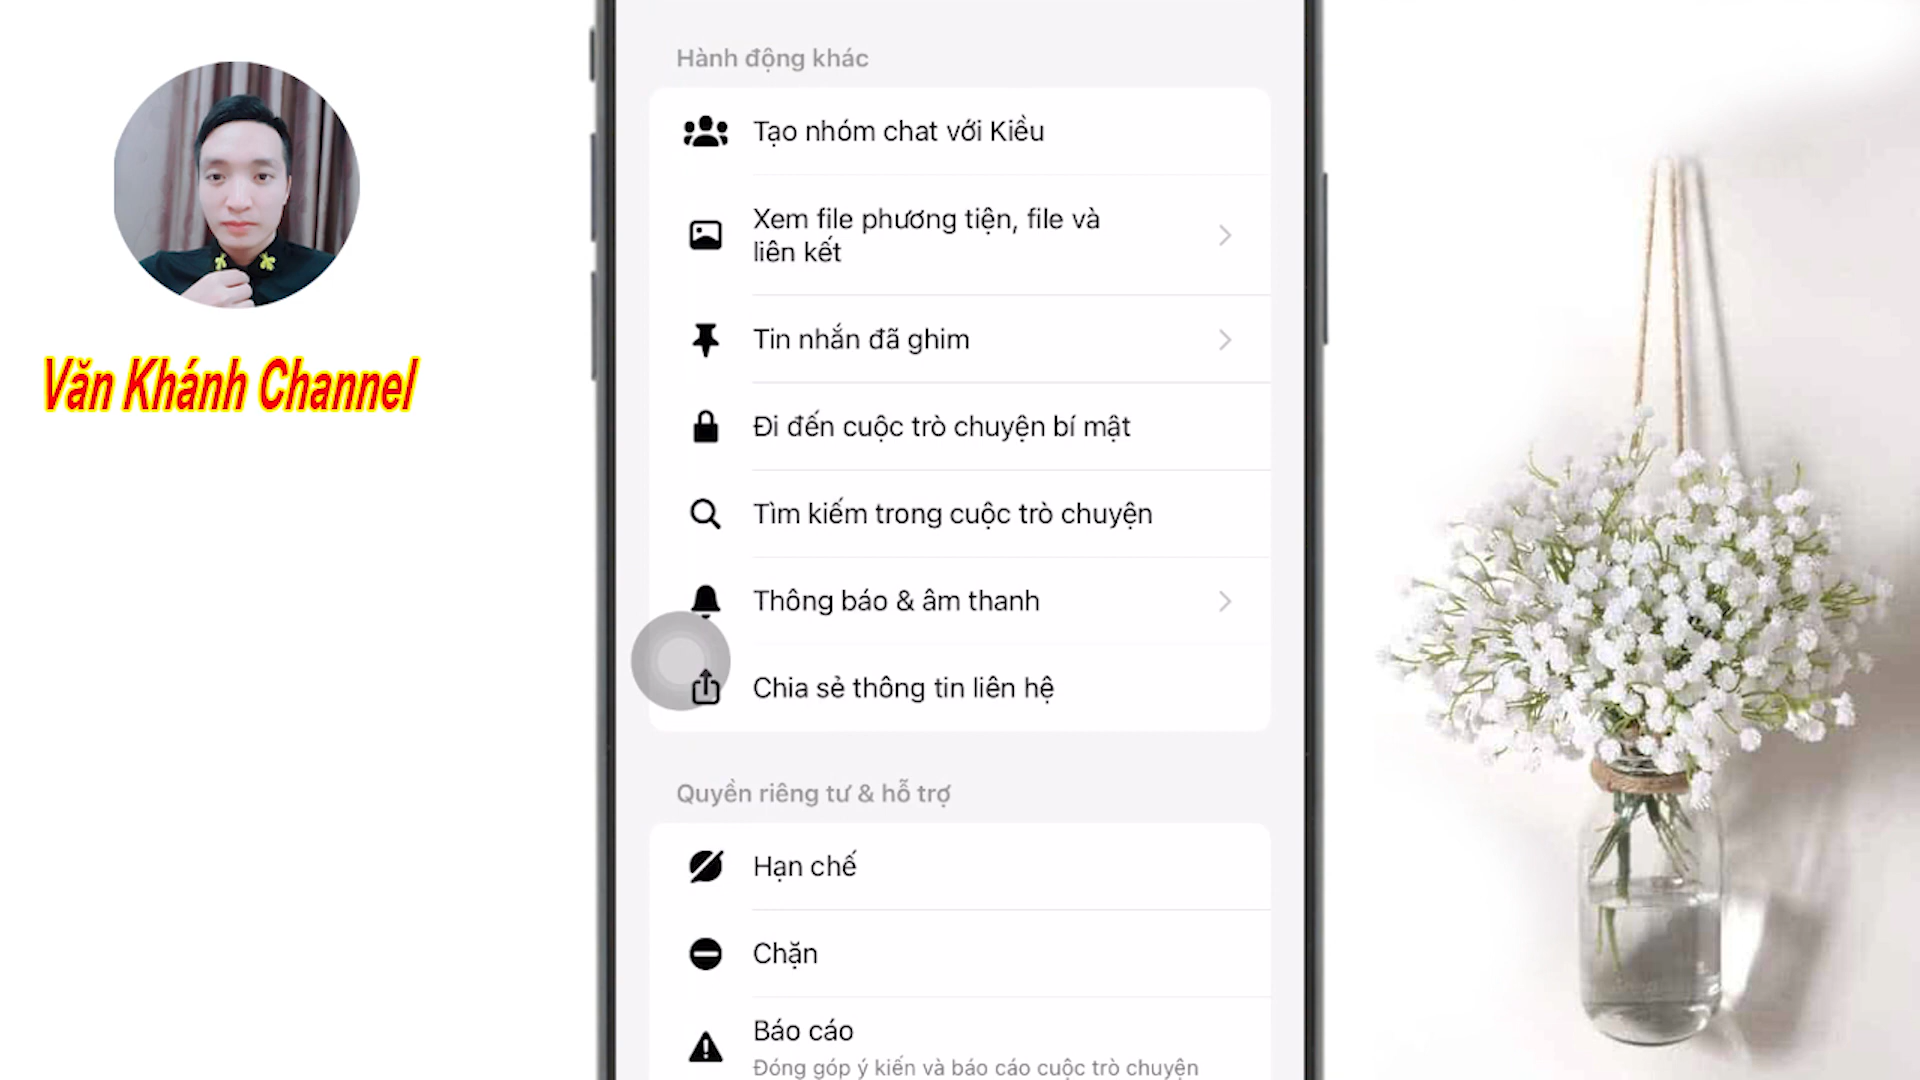 Văn Khánh Channel
Hành động khác
Tạo nhóm chat với Kiều
Xem file phương tiện, file và
liên kết
Tin nhắn đã ghim
Đi đến cuộc trò chuyện bí mật
Tìm kiếm trong cuộc trò chuyện
Thông báo & âm thanh
Chia sẻ thông tin liên hệ
Quyền riêng tư & hỗ trợ
Hạn chế
Chặn
Báo cáo
Đóng góp ý kiến và báo cáo cuộc trò chuyện